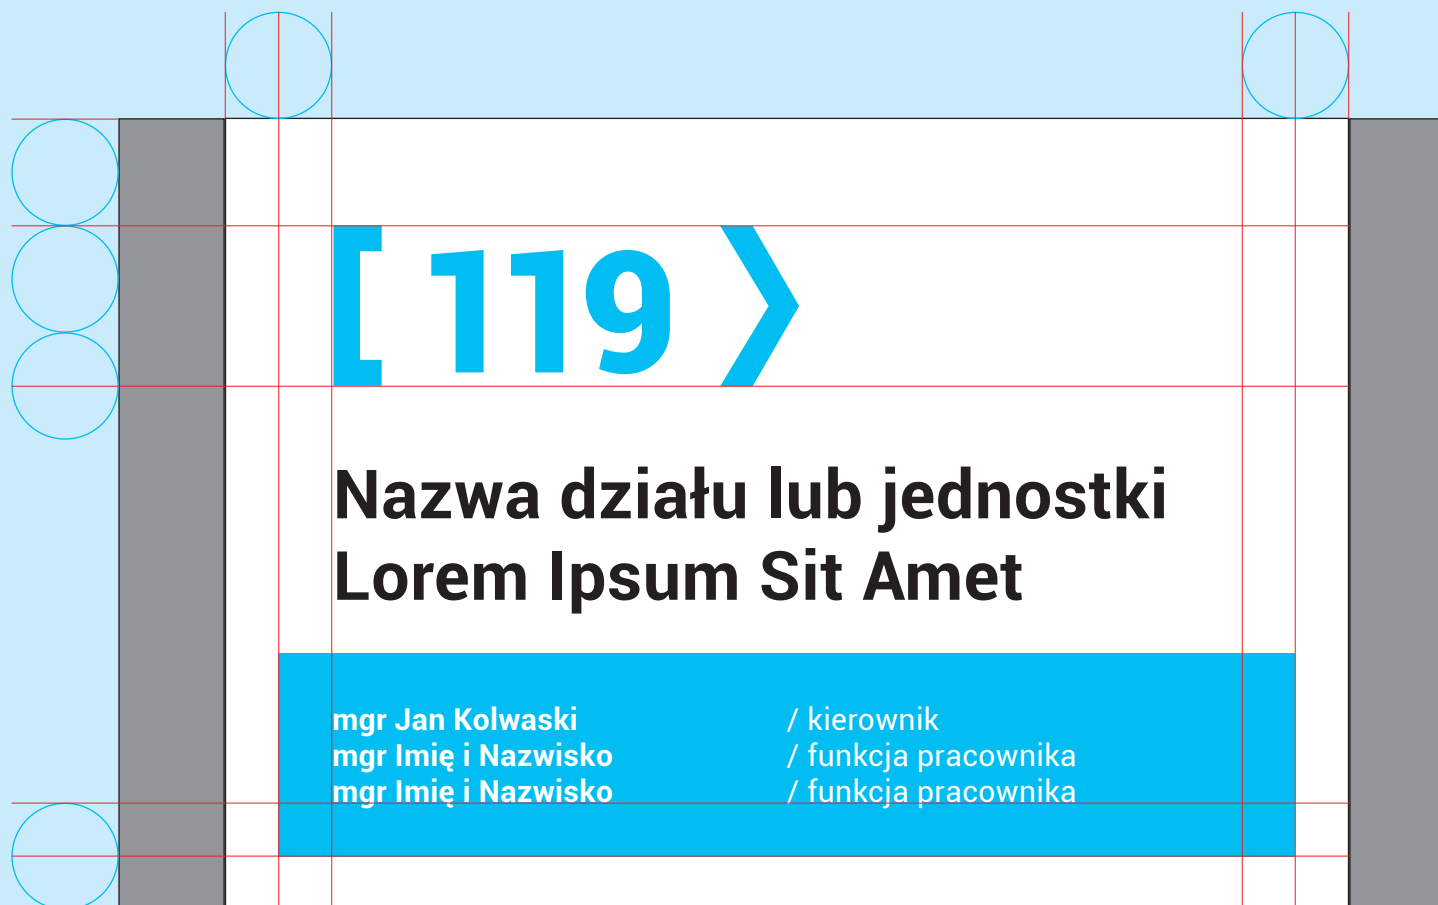 [ 119 〉
Nazwa działu lub jednostki
Lorem Ipsum Sit Amet
mgr Jan Kolwaski / kierownik
mgr Imię i Nazwisko / funkcja pracownika
mgr Imię i Nazwisko / funkcja pracownika